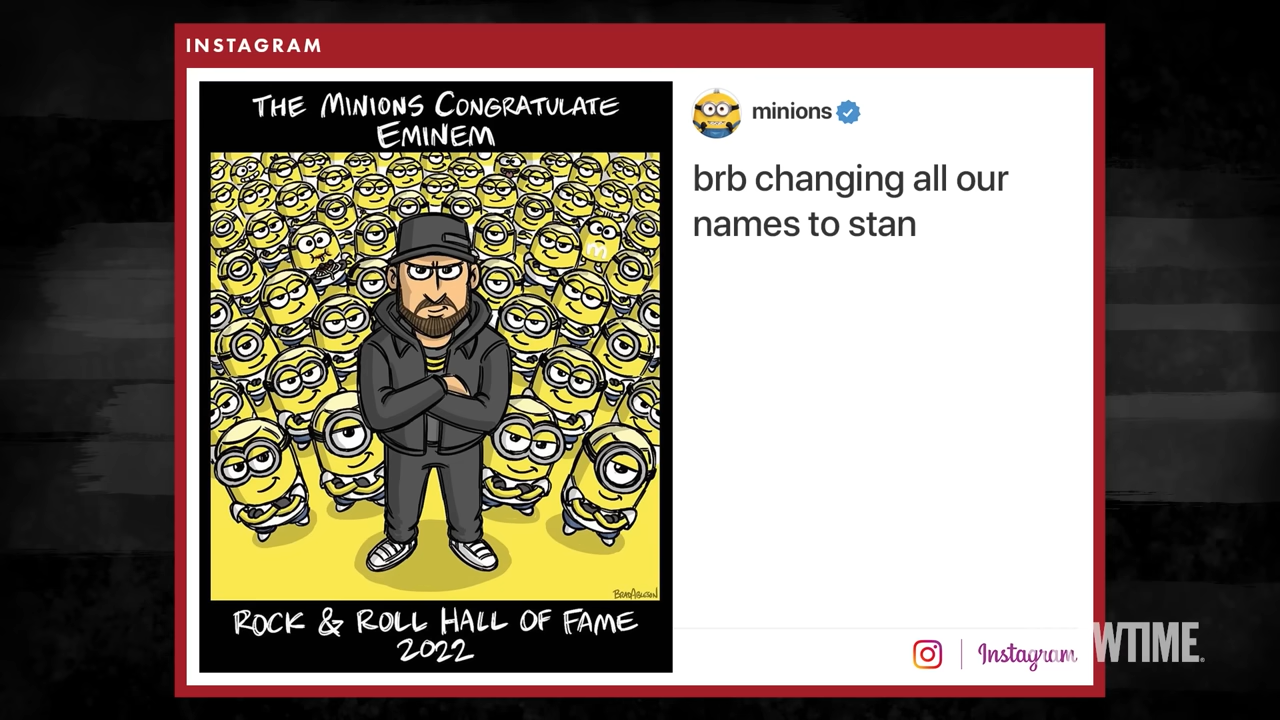 INSTAGRAM
THE MINIONS CONGRATULATE
EMINEM
m
BRADABLESON
ROCK & ROLL HALL OF FAME
2022
minions
brb changing all our
names to stan
Instagram
WTIME.